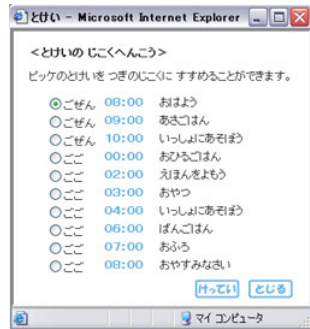 とけい - Microsoft Internet Explorer
＜とけいの じこくへんこう＞
ピッケのとけいを つぎのじこくに すすめることができます。
ごぜん 08:00 おはよう
ごぜん 09:00 あさごはん
ごぜん 10:00 いっしょにあそぼう
ごご 00:00 おひるごはん
ごご 02:00 えほんをよもう
ごご 03:00 おやつ
ごご 04:00 いっしょにあそぼう
ごご 06:00 ばんごはん
ごご 07:00 おふろ
ごご 08:00 おやすみなさい
けってい とじる
マイ コンピュータ